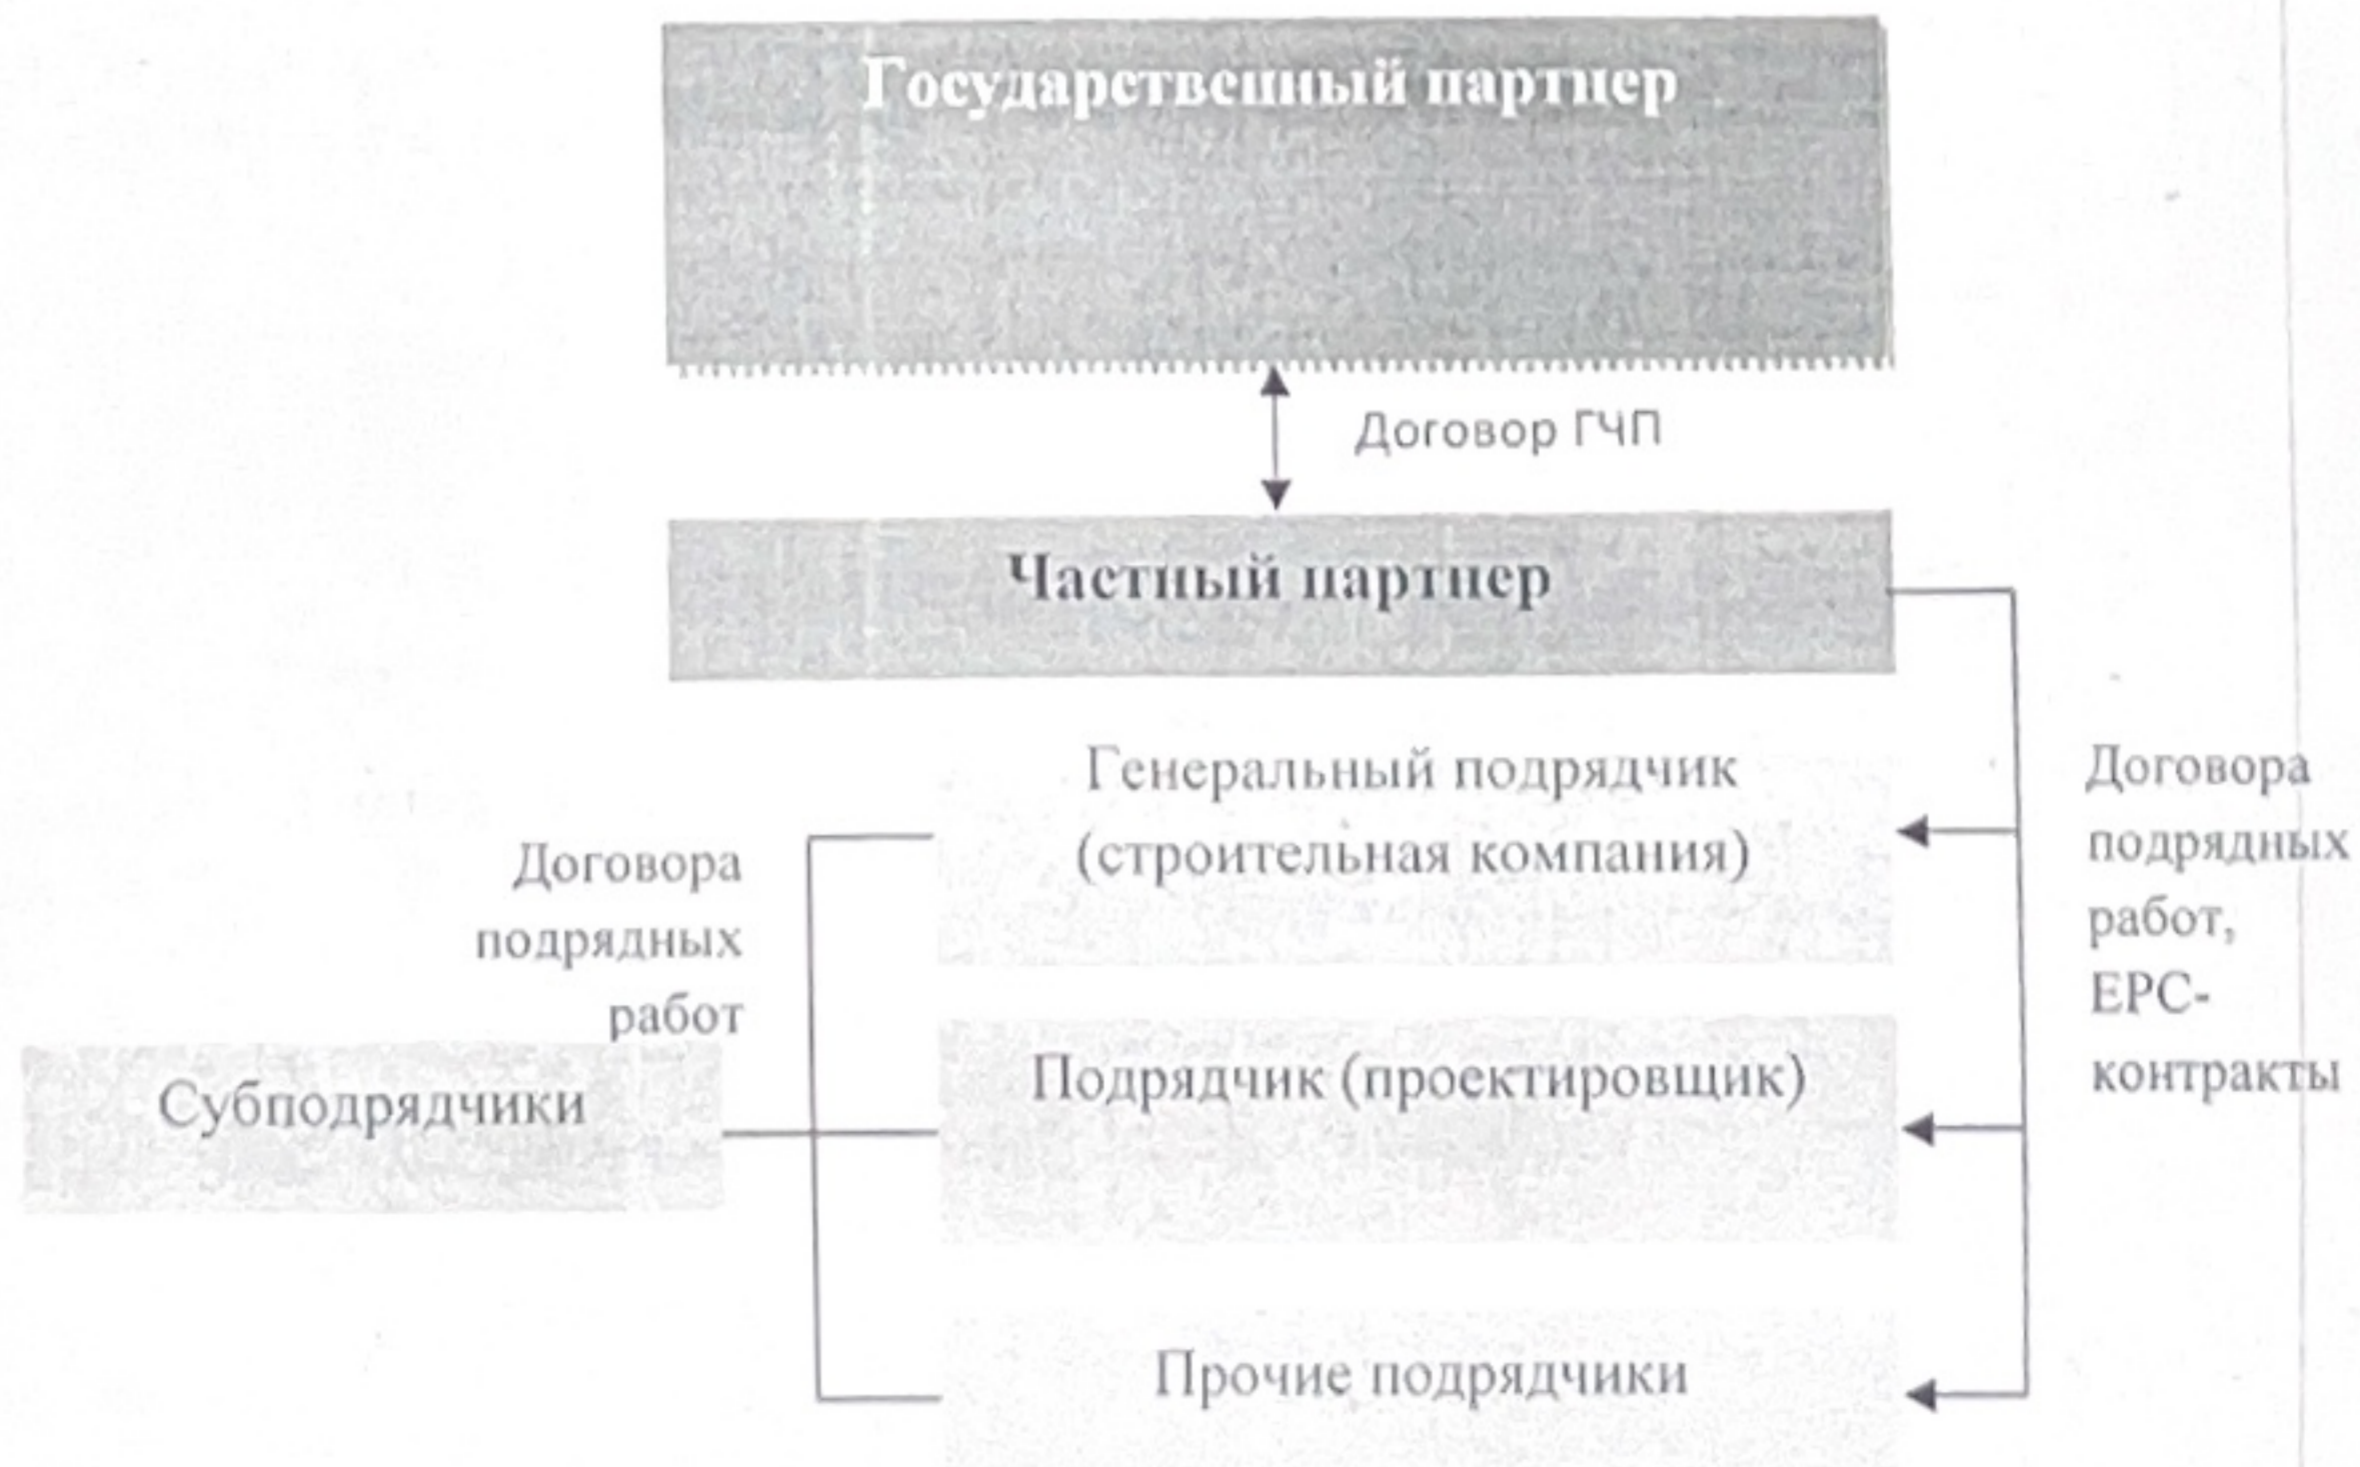 Государственный партнер
Договор ГЧП
Частный партнер
Генеральный подрядчик
(строительная компания)
Договора
подрядных
работ,
ЕРС-
контракты
Договора
подрядных
работ
Субподрядчики
Подрядчик (проектировщик)
Прочие подрядчики